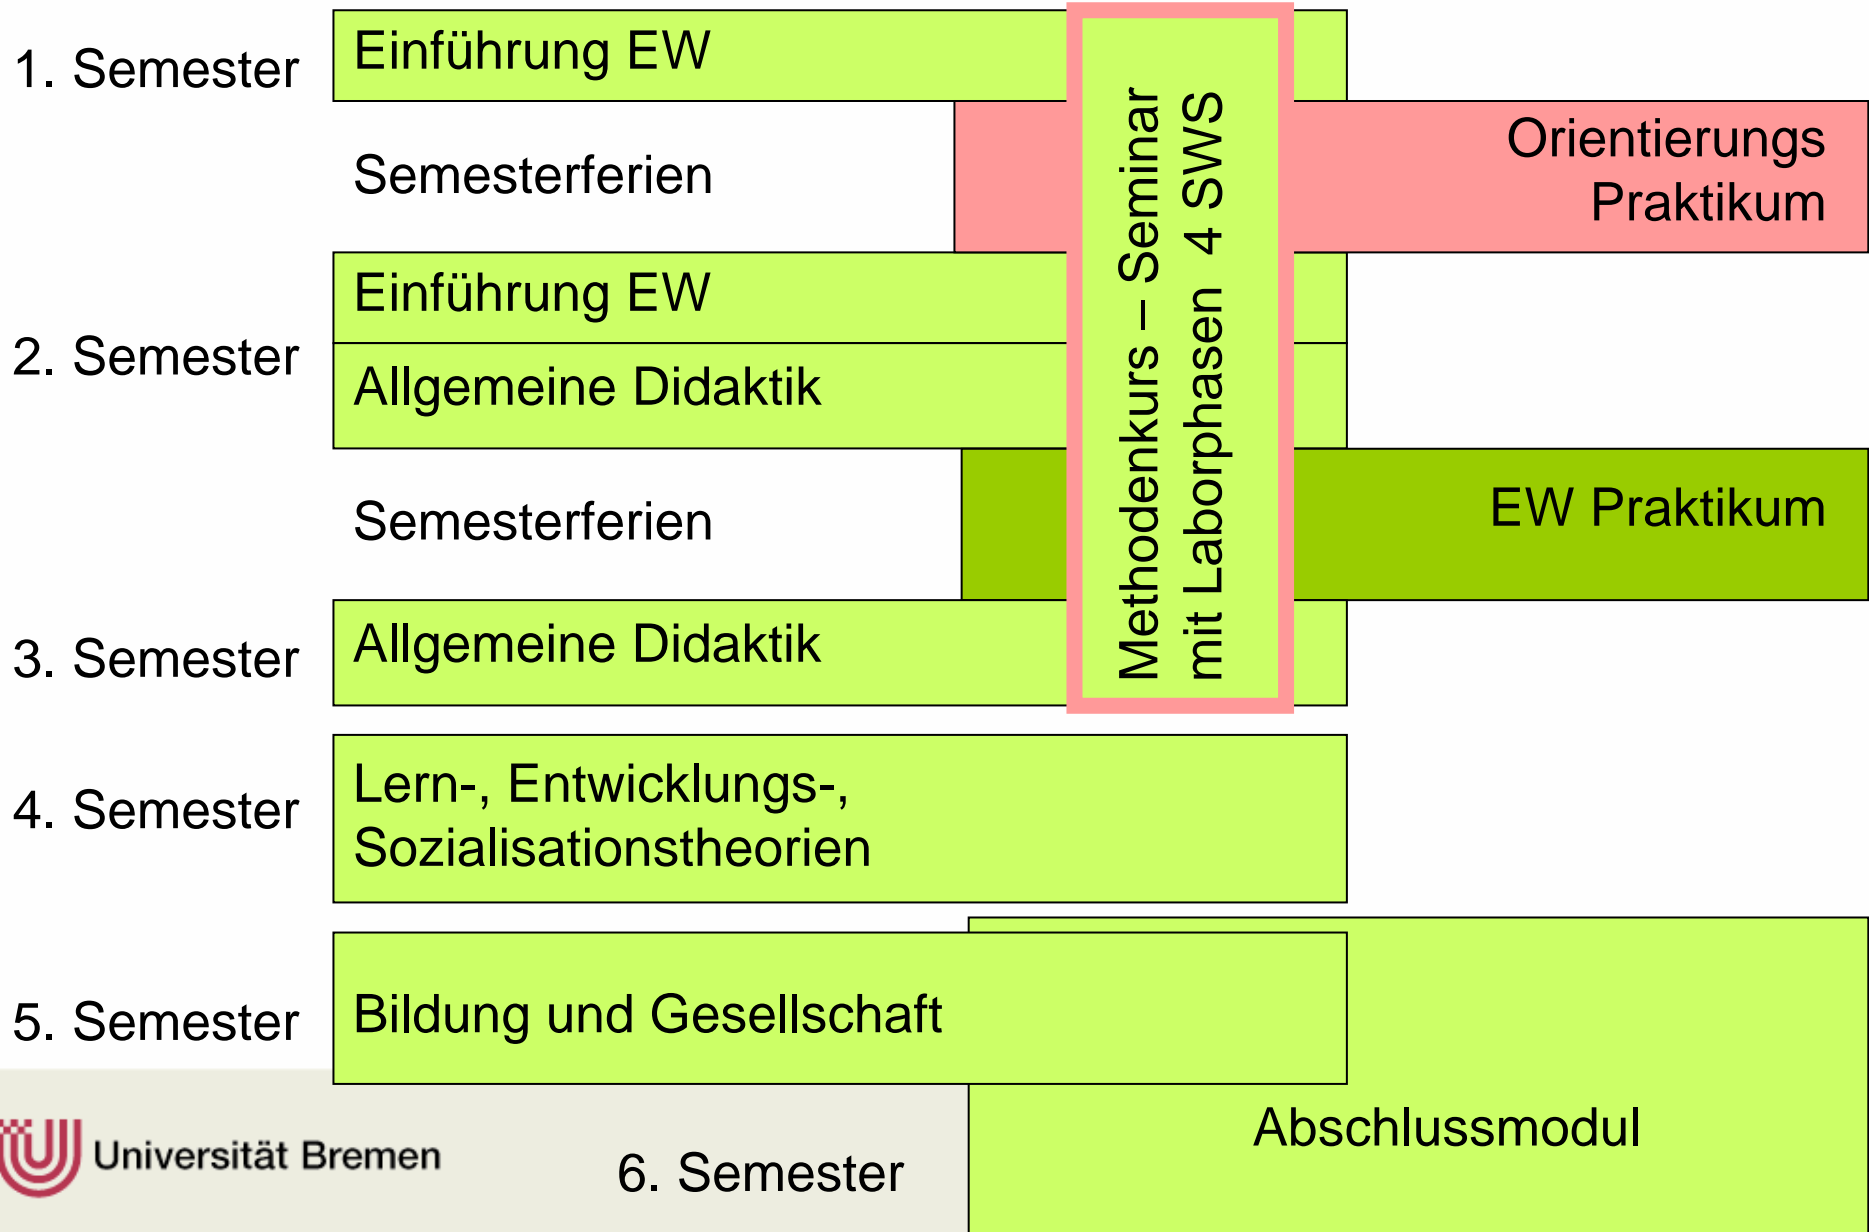 1. Semester
Einführung EW
Semesterferien
Orientierungs
Praktikum
2. Semester
Einführung EW
Allgemeine Didaktik
Methodenkurs – Seminar
mit Laborphasen 4 SWS
Semesterferien
EW Praktikum
3. Semester
Allgemeine Didaktik
4. Semester
Lern-, Entwicklungs-,
Sozialisationstheorien
5. Semester
Bildung und Gesellschaft
Abschlussmodul
Universität Bremen
6. Semester